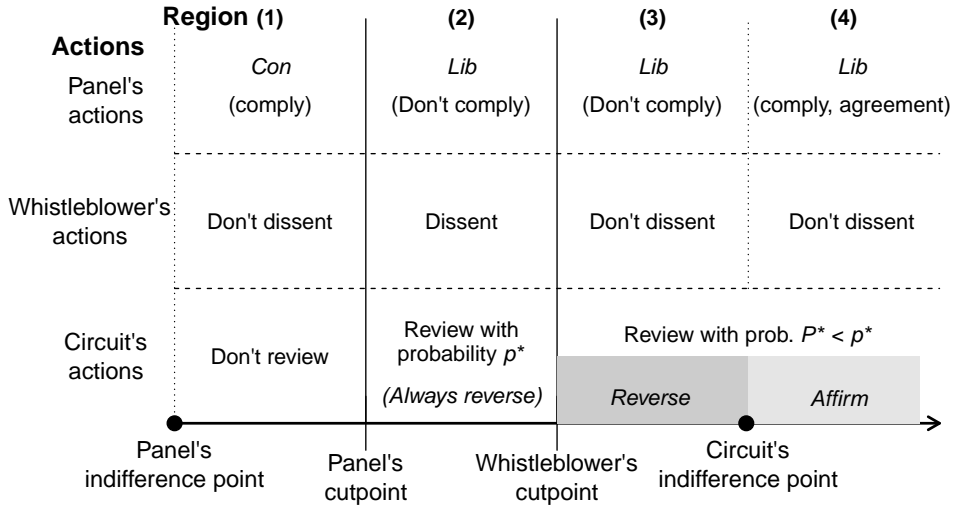 Region (1) (2) (3) (4)
Actions
Panel's
actions
Con Lib Lib Lib
(comply) (Don't comply) (Don't comply) (comply, agreement)
Whistleblower's
actions
Don't dissent Dissent Don't dissent Don't dissent
Circuit's
actions
Don't review
Review with
probability p*
(Always reverse)
Review with prob. P* < p*
Reverse Affirm
Panel's
indifference point
Panel's
cutpoint
Whistleblower's
cutpoint
Circuit's
indifference point